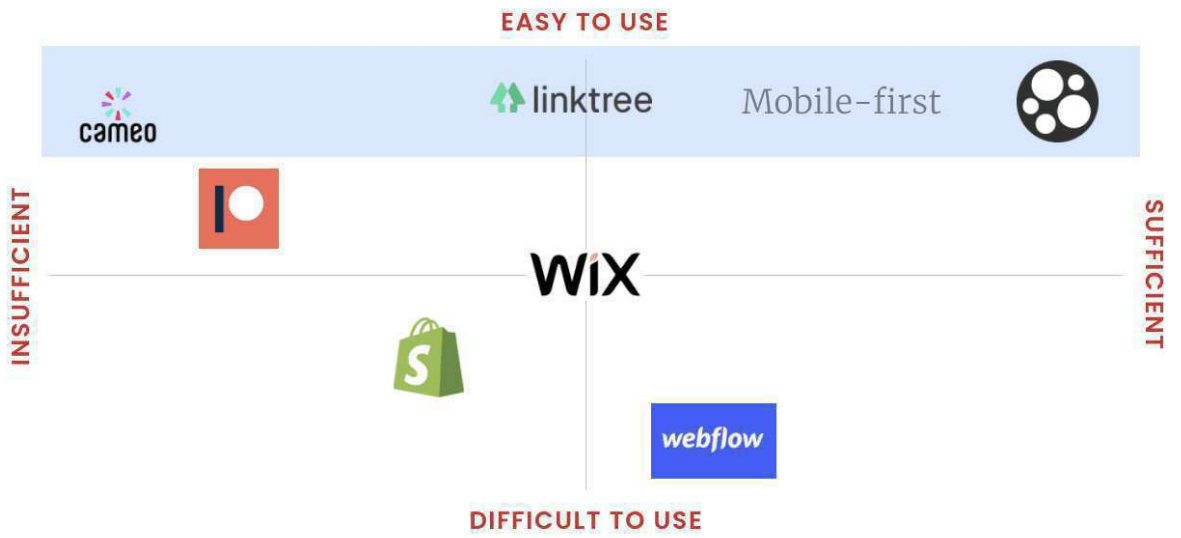 EASY TO USE
cameo
linktree
Mobile-first
INSUFFICIENT
SUFFICIENT
WiX
S
webflow
DIFFICULT TO USE